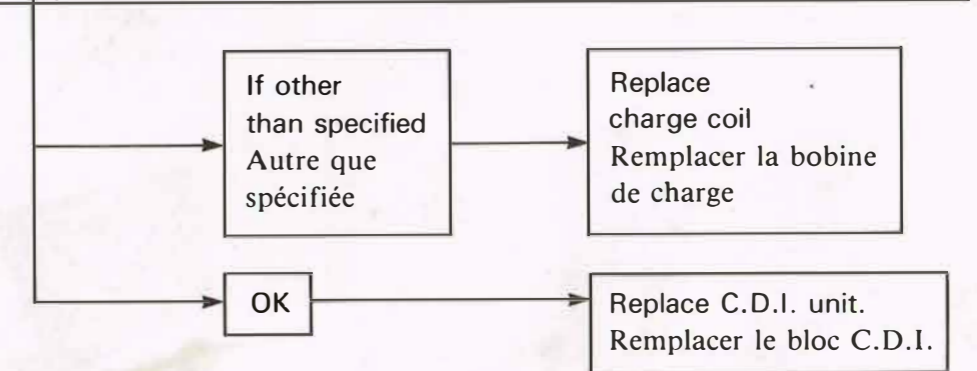 If other
than specified
Autre que
spécifiée
Replace
charge coil
Remplacer la bobine
de charge
OK
Replace C.D.I. unit.
Remplacer le bloc C.D.I.